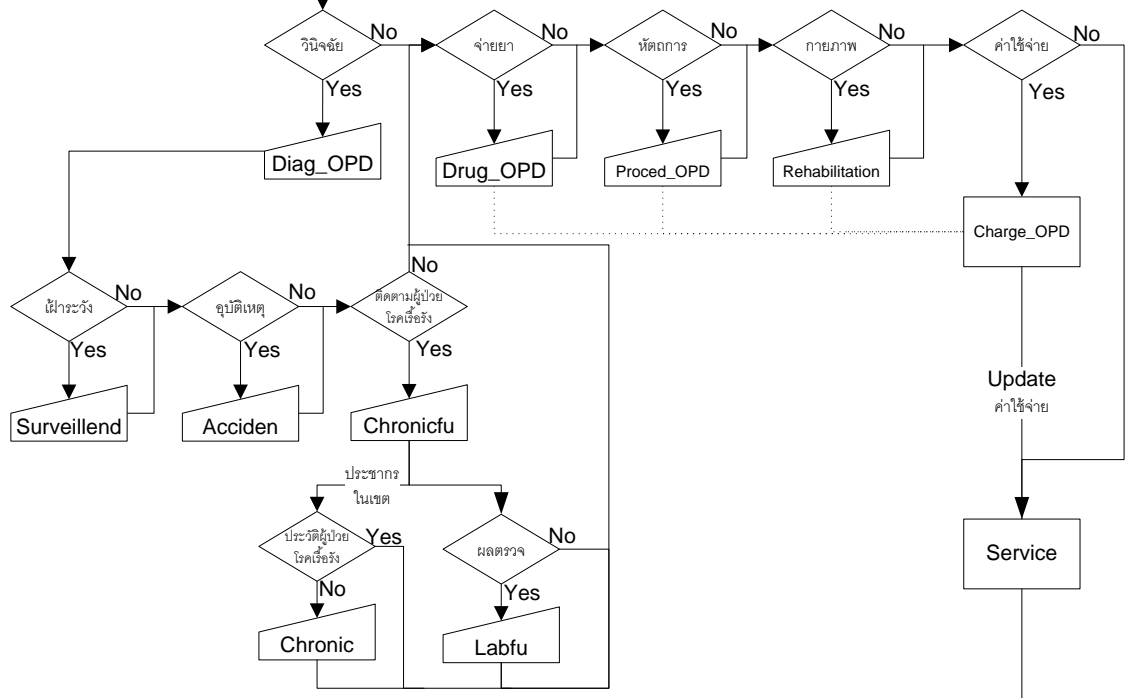 วินิจฉัย
No
จ่ายยา
No
หัตถการ
No
กายภาพ
No
ค่าใช้จ่าย
No
Yes
Yes
Yes
Yes
Yes
Diag_OPD
Drug_OPD
Proced_OPD
Rehabilitation
Charge_OPD
เฝ้าระวัง
No
อุบัติเหตุ
No
No
ติดตามผู้ป่วย
โรคเรื้อรัง
Yes
Yes
Yes
Surveillend
Acciden
Chronicfu
Update
ค่าใช้จ่าย
ประชากร
ในเขต
ประวัติผู้ป่วย
โรคเรื้อรัง
Yes
ผลตรวจ
No
No
Yes
Chronic
Labfu
Service